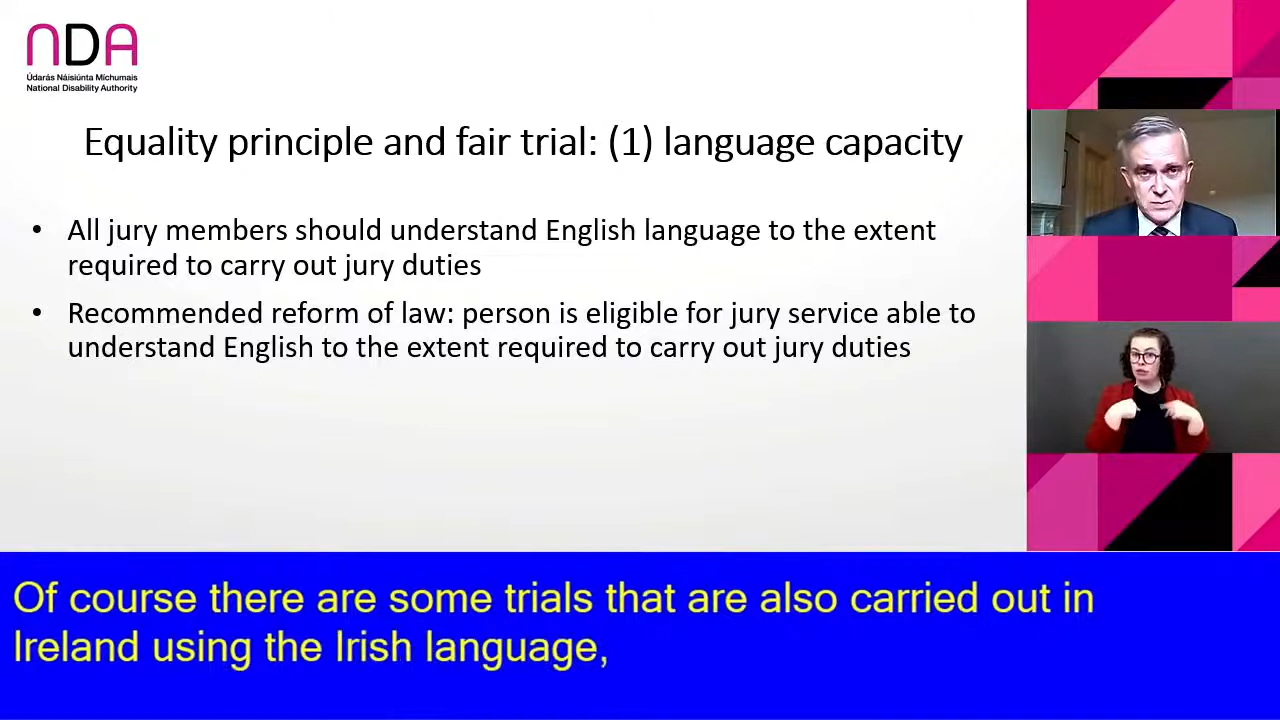 NDA
Údarás Náisiúnta Míchumais
National Disability Authority
Equality principle and fair trial: (1) language capacity
• All jury members should understand English language to the extent
required to carry out jury duties
• Recommended reform of law: person is eligible for jury service able to
understand English to the extent required to carry out jury duties
Of course there are some trials that are also carried out in
Ireland using the Irish language,